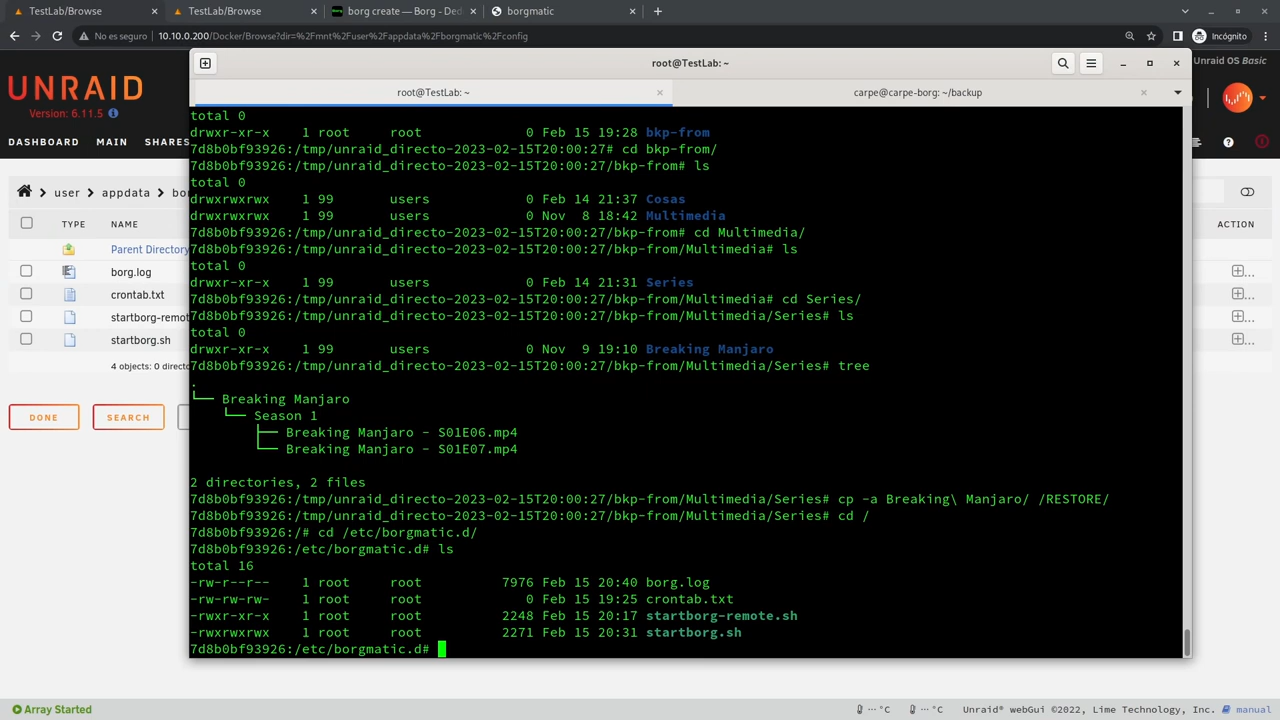 TestLab/Browse
TestLab/Browse
borg create — Borg - Ded
borgmatic
No es seguro
10.10.0.200/Docker/Browse?dir=%2Fmnt%2Fuser%2Fappdata%2Fborgmatic%2Fconfig
Incógnito
root@TestLab: ~
root@TestLab: ~
carpe@carpe-borg: ~/backup
UNRAID
Version: 6.11.5
Unraid OS Basic
DASHBOARD
MAIN
SHARES
user
appdata
TYPE
NAME
ACTION
Parent Directory
borg.log
...
crontab.txt
...
startborg-remot
...
startborg.sh
...
4 objects: 0 direct
DONE
SEARCH
total 0
drwxr-xr-x    1 root     root             0 Feb 15 19:28 bkp-from
7d8b0bf93926:/tmp/unraid_directo-2023-02-15T20:00:27# cd bkp-from/
7d8b0bf93926:/tmp/unraid_directo-2023-02-15T20:00:27/bkp-from# ls
total 0
drwxrwxrwx    1 99       users            0 Feb 14 21:37 Cosas
drwxrwxrwx    1 99       users            0 Nov  8 18:42 Multimedia
7d8b0bf93926:/tmp/unraid_directo-2023-02-15T20:00:27/bkp-from# cd Multimedia/
7d8b0bf93926:/tmp/unraid_directo-2023-02-15T20:00:27/bkp-from/Multimedia# ls
total 0
drwxr-xr-x    1 99       users            0 Feb 14 21:31 Series
7d8b0bf93926:/tmp/unraid_directo-2023-02-15T20:00:27/bkp-from/Multimedia# cd Series/
7d8b0bf93926:/tmp/unraid_directo-2023-02-15T20:00:27/bkp-from/Multimedia/Series# ls
total 0
drwxr-xr-x    1 99       users            0 Nov  9 19:10 Breaking Manjaro
7d8b0bf93926:/tmp/unraid_directo-2023-02-15T20:00:27/bkp-from/Multimedia/Series# tree
.
└── Breaking Manjaro
    └── Season 1
        ├── Breaking Manjaro - S01E06.mp4
        └── Breaking Manjaro - S01E07.mp4
2 directories, 2 files
7d8b0bf93926:/tmp/unraid_directo-2023-02-15T20:00:27/bkp-from/Multimedia/Series# cp -a Breaking\ Manjaro/ /RESTORE/
7d8b0bf93926:/tmp/unraid_directo-2023-02-15T20:00:27/bkp-from/Multimedia/Series# cd /
7d8b0bf93926:/# cd /etc/borgmatic.d/
7d8b0bf93926:/etc/borgmatic.d# ls
total 16
-rw-r--r--    1 root     root          7976 Feb 15 20:40 borg.log
-rw-rw-rw-    1 root     root             0 Feb 15 19:25 crontab.txt
-rwxr-xr-x    1 root     root          2248 Feb 15 20:17 startborg-remote.sh
-rwxrwxrwx    1 root     root          2271 Feb 15 20:31 startborg.sh
7d8b0bf93926:/etc/borgmatic.d#
Array Started
··· °C
··· °C
Unraid® webGui ©2022, Lime Technology, Inc.
manual